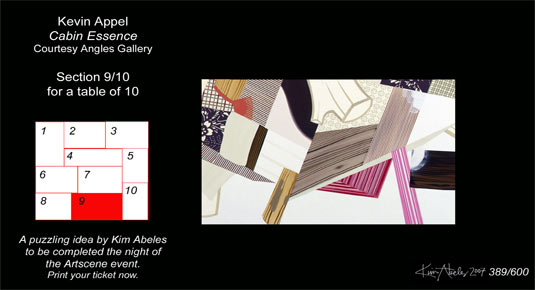 Kevin Appel
Cabin Essence
Courtesy Angles Gallery
Section 9/10
for a table of 10
1 2 3
4 5
6 7
10
8 9
A puzzling idea by Kim Abeles
to be completed the night of
the Artscene event.
Print your ticket now.
Kim Abeles 2007 389/600